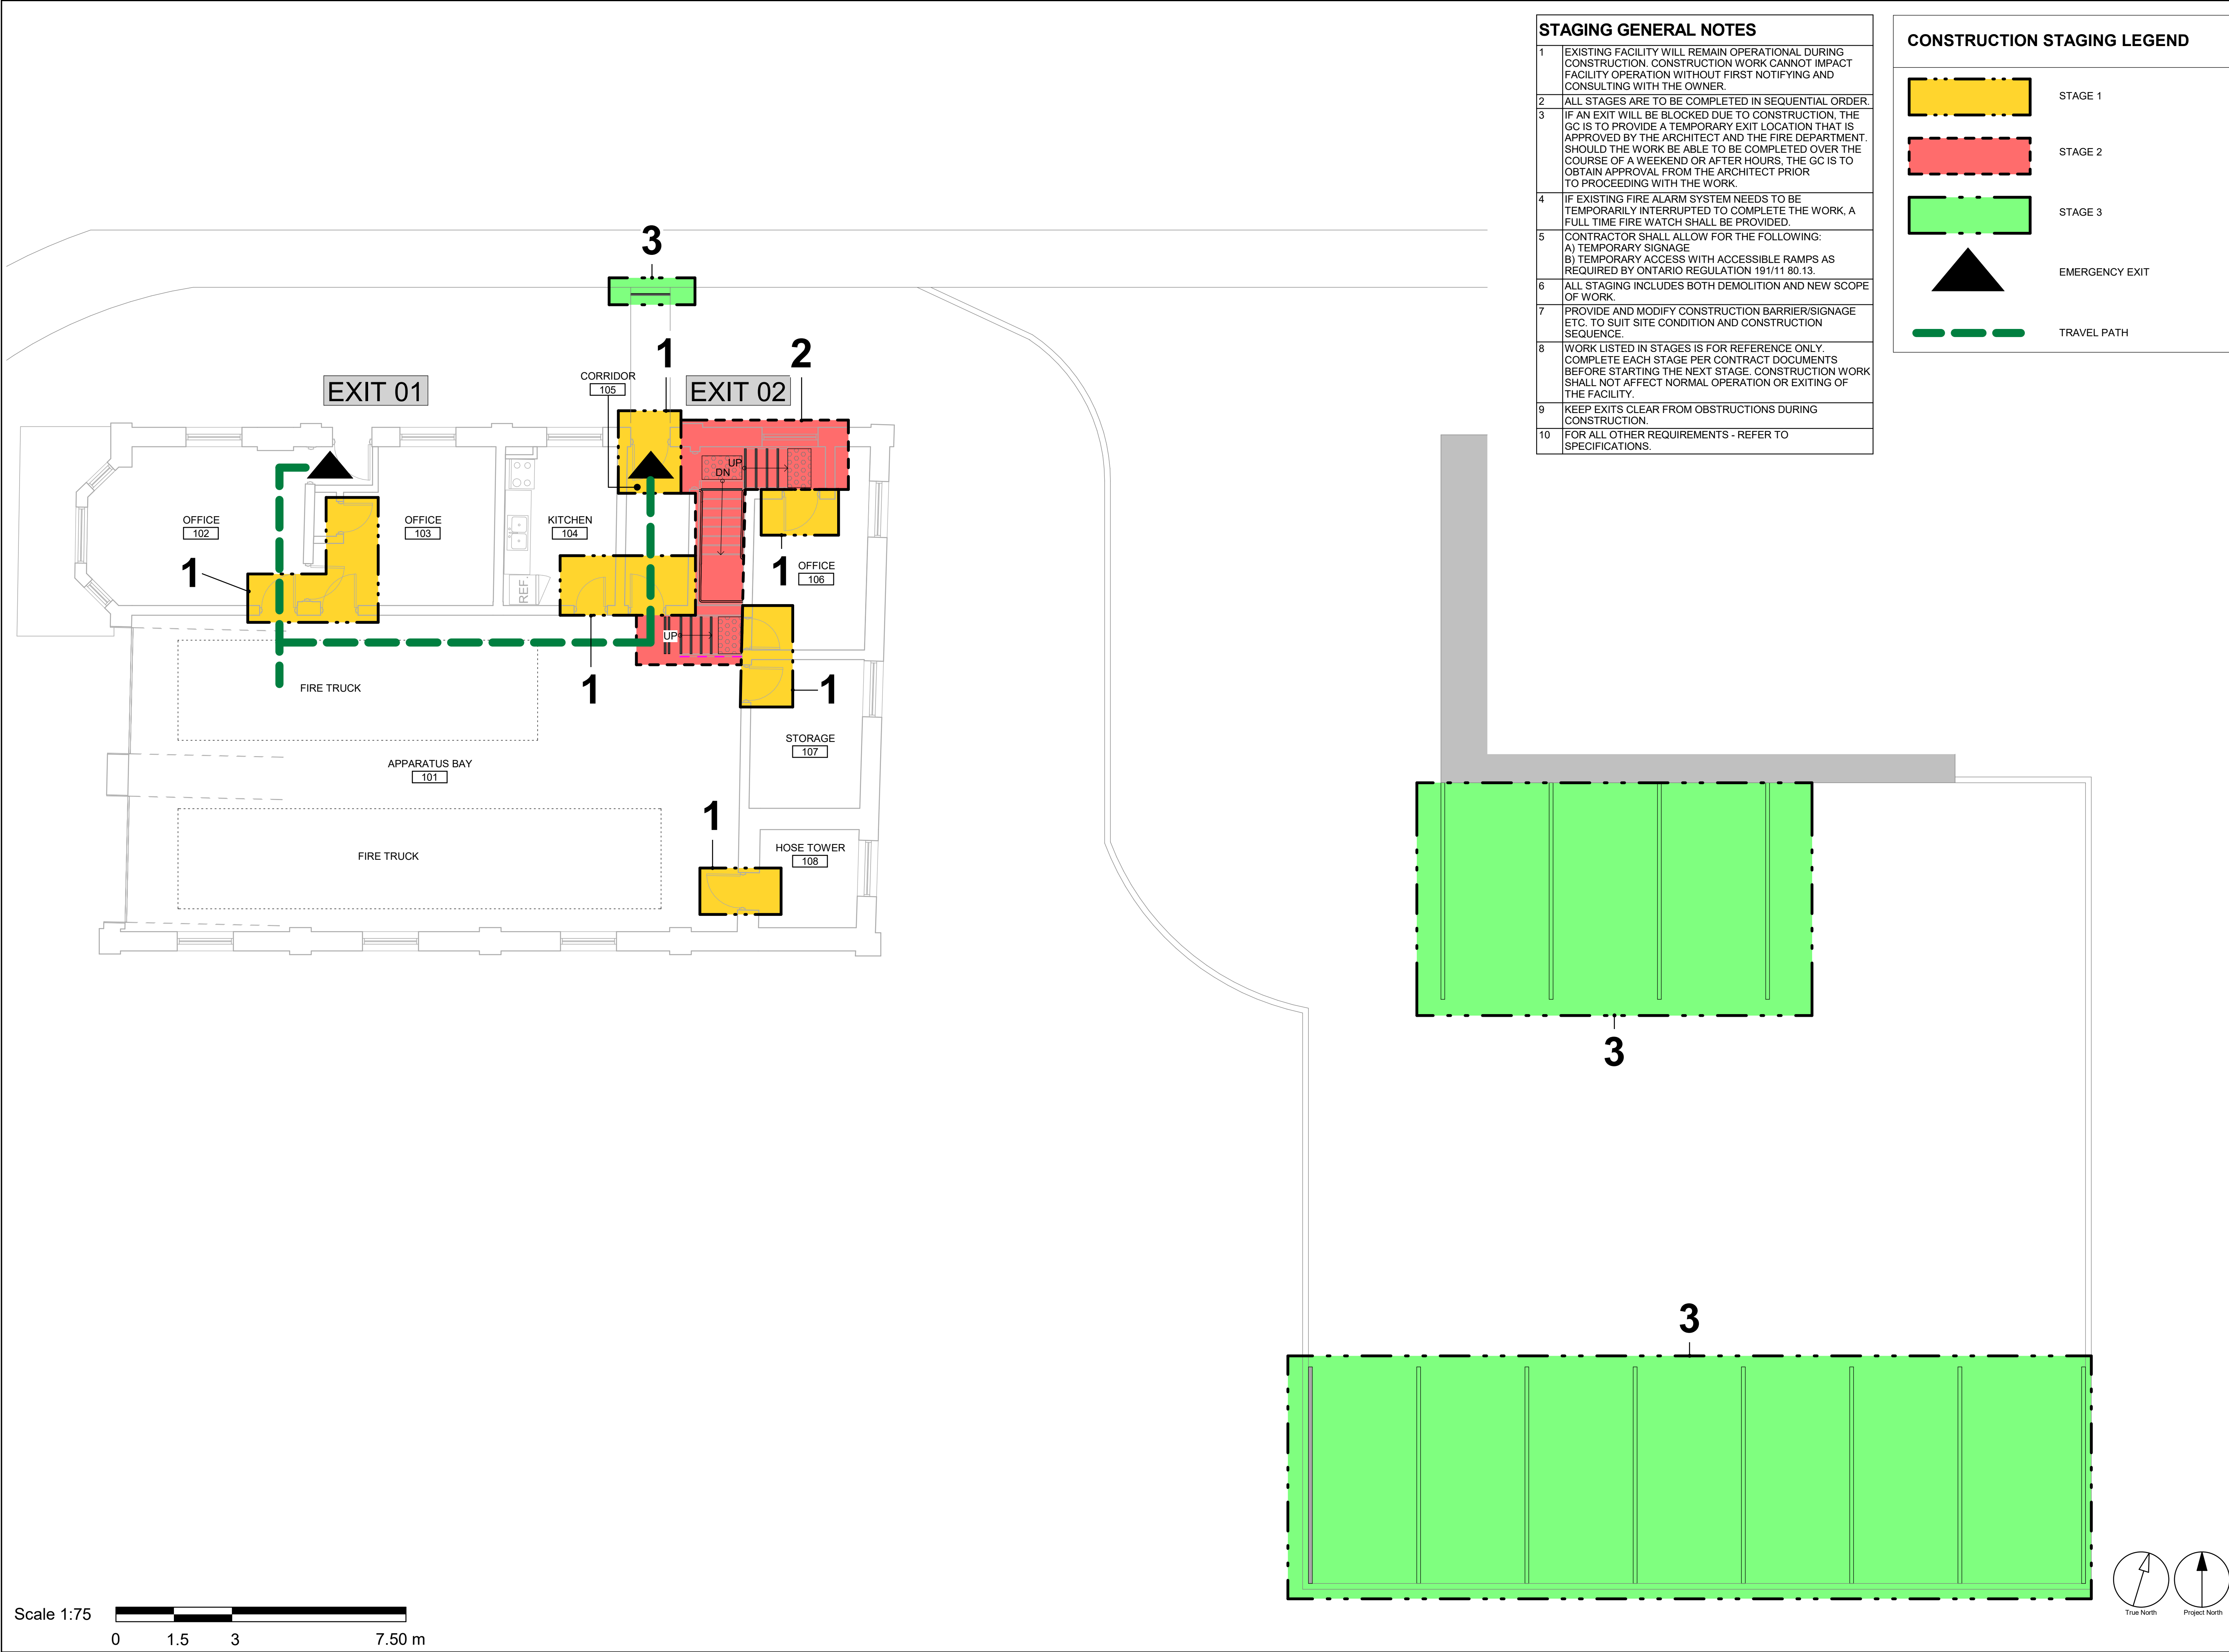 STAGING GENERAL NOTES
1 EXISTING FACILITY WILL REMAIN OPERATIONAL DURING
CONSTRUCTION. CONSTRUCTION WORK CANNOT IMPACT
FACILITY OPERATION WITHOUT FIRST NOTIFYING AND
CONSULTING WITH THE OWNER.
2 ALL STAGES ARE TO BE COMPLETED IN SEQUENTIAL ORDER.
3 IF AN EXIT WILL BE BLOCKED DUE TO CONSTRUCTION, THE
GC IS TO PROVIDE A TEMPORARY EXIT LOCATION THAT IS
APPROVED BY THE ARCHITECT AND THE FIRE DEPARTMENT.
SHOULD THE WORK BE ABLE TO BE COMPLETED OVER THE
COURSE OF A WEEKEND OR AFTER HOURS, THE GC IS TO
OBTAIN APPROVAL FROM THE ARCHITECT PRIOR
TO PROCEEDING WITH THE WORK.
4 IF EXISTING FIRE ALARM SYSTEM NEEDS TO BE
TEMPORARILY INTERRUPTED TO COMPLETE THE WORK, A
FULL TIME FIRE WATCH SHALL BE PROVIDED.
5 CONTRACTOR SHALL ALLOW FOR THE FOLLOWING:
A) TEMPORARY SIGNAGE
B) TEMPORARY ACCESS WITH ACCESSIBLE RAMPS AS
REQUIRED BY ONTARIO REGULATION 191/11 80.13.
6 ALL STAGING INCLUDES BOTH DEMOLITION AND NEW SCOPE
OF WORK.
7 PROVIDE AND MODIFY CONSTRUCTION BARRIER/SIGNAGE
ETC. TO SUIT SITE CONDITION AND CONSTRUCTION
SEQUENCE.
8 WORK LISTED IN STAGES IS FOR REFERENCE ONLY.
COMPLETE EACH STAGE PER CONTRACT DOCUMENTS
BEFORE STARTING THE NEXT STAGE. CONSTRUCTION WORK
SHALL NOT AFFECT NORMAL OPERATION OR EXITING OF
THE FACILITY.
9 KEEP EXITS CLEAR FROM OBSTRUCTIONS DURING
CONSTRUCTION.
10 FOR ALL OTHER REQUIREMENTS - REFER TO
SPECIFICATIONS.
CONSTRUCTION STAGING LEGEND
STAGE 1
STAGE 2
STAGE 3
EMERGENCY EXIT
TRAVEL PATH
3
1
2
CORRIDOR
105
EXIT 01
EXIT 02
UP
DN
OFFICE
102
OFFICE
103
KITCHEN
104
1
1
OFFICE
106
REF.
UP
1
1
FIRE TRUCK
STORAGE
107
APPARATUS BAY
101
1
HOSE TOWER
108
FIRE TRUCK
3
3
Scale 1:75
0 1.5 3 7.50 m
True North
Project North